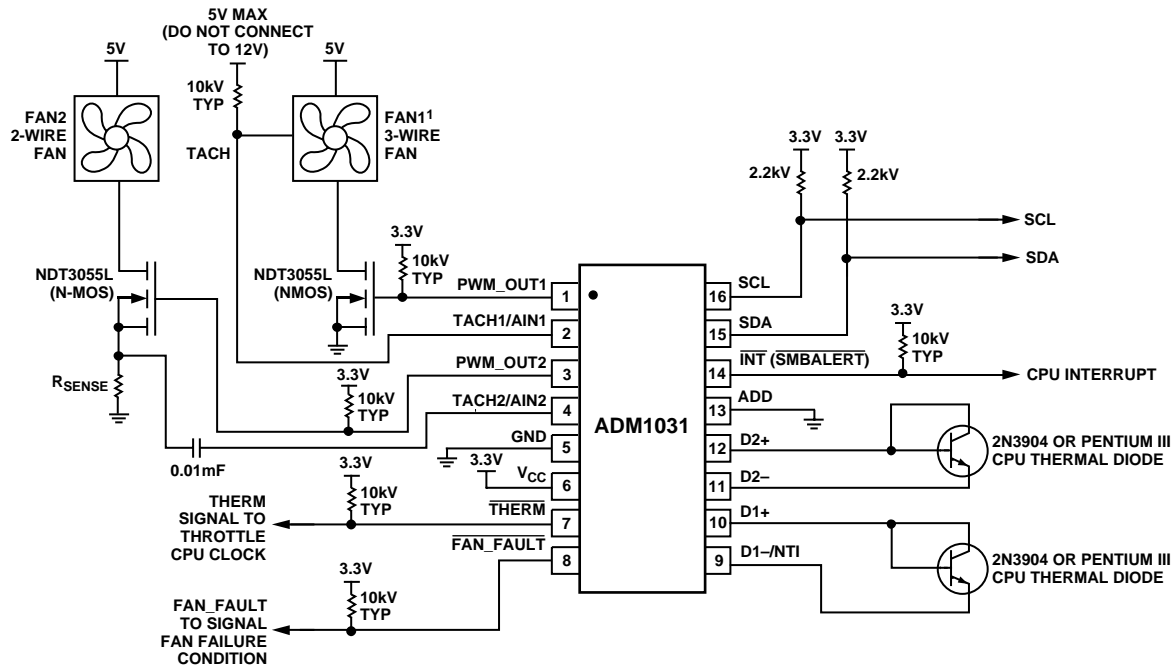 5V MAX
(DO NOT CONNECT
TO 12V)
5V
5V
10kV
TYP
FAN2
2-WIRE
FAN
TACH
FAN1¹
3-WIRE
FAN
3.3V
3.3V
2.2kV
2.2kV
SCL
SDA
3.3V
10kV
TYP
NDT3055L
(N-MOS)
NDT3055L
(NMOS)
PWM_OUT1
1
TACH1/AIN1
2
PWM_OUT2
3
3.3V
10kV
TYP
TACH2/AIN2
4
RSENSE
0.01mF
GND
5
3.3V
VCC
6
THERM
7
3.3V
10kV
TYP
THERM
SIGNAL TO
THROTTLE
CPU CLOCK
FAN_FAULT
8
3.3V
10kV
TYP
FAN_FAULT
TO SIGNAL
FAN FAILURE
CONDITION
ADM1031
SCL
16
SDA
15
3.3V
10kV
TYP
INT (SMBALERT)
14
CPU INTERRUPT
ADD
13
D2+
12
2N3904 OR PENTIUM III
CPU THERMAL DIODE
D2–
11
D1+
10
D1–/NTI
9
2N3904 OR PENTIUM III
CPU THERMAL DIODE